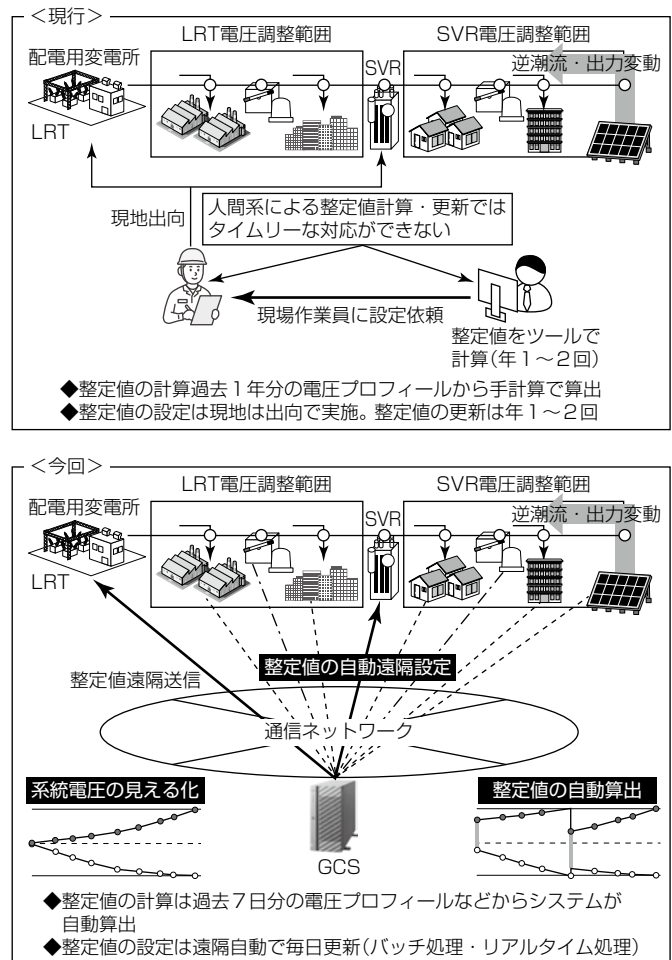 <現行>
LRT電圧調整範囲
SVR電圧調整範囲
配電用変電所
SVR
逆潮流・出力変動
LRT
現地出向
人間系による整定値計算・更新では
タイムリーな対応ができない
現場作業員に設定依頼
整定値をツールで
計算(年1~2回)
◆整定値の計算過去1年分の電圧プロフィールから手計算で算出
◆整定値の設定は現地は出向で実施。整定値の更新は年1~2回
<今回>
LRT電圧調整範囲
SVR電圧調整範囲
配電用変電所
SVR
逆潮流・出力変動
LRT
整定値の自動遠隔設定
整定値遠隔送信
通信ネットワーク
系統電圧の見える化
整定値の自動算出
GCS
◆整定値の計算は過去7日分の電圧プロフィールなどからシステムが
自動算出
◆整定値の設定は遠隔自動で毎日更新(バッチ処理・リアルタイム処理)